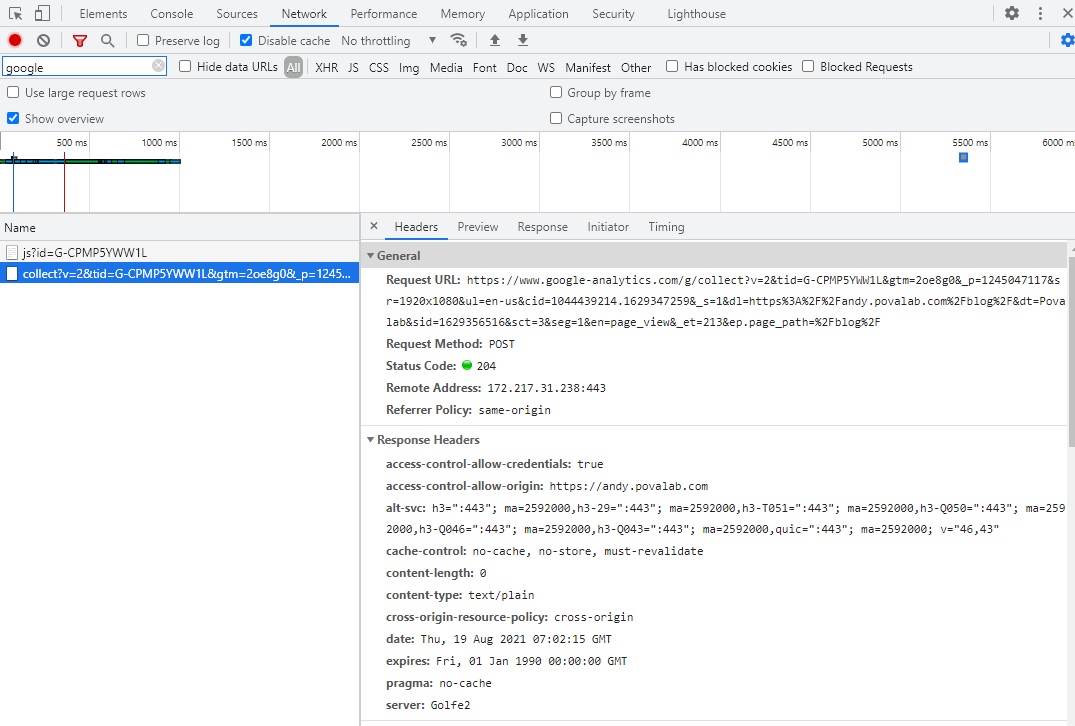 Elements Console Sources Network Performance Memory Application Security Lighthouse
Preserve log Disable cache No throttling
google Hide data URLs All XHR JS CSS Img Media Font Doc WS Manifest Other Has blocked cookies Blocked Requests
Use large request rows Group by frame
Show overview Capture screenshots
500 ms 1000 ms 1500 ms 2000 ms 2500 ms 3000 ms 3500 ms 4000 ms 4500 ms 5000 ms 5500 ms 6000 ms
Name
js?id=G-CPMP5YWW1L
collect?v=2&tid=G-CPMP5YWW1L&gtm=2oe8g0&_p=1245...
Headers Preview Response Initiator Timing
General
Request URL: https://www.google-analytics.com/g/collect?v=2&tid=G-CPMP5YWW1L&gtm=2oe8g0&_p=1245047117&s
r=1920x1080&ul=en-us&cid=1044439214.1629347259&_s=1&dl=https%3A%2F%2Fandy.povalab.com%2Fblog%2F&dt=Pova
lab&sid=1629356516&sct=3&seg=1&en=page_view&_et=213&ep.page_path=%2Fblog%2F
Request Method: POST
Status Code: 204
Remote Address: 172.217.31.238:443
Referrer Policy: same-origin
Response Headers
access-control-allow-credentials: true
access-control-allow-origin: https://andy.povalab.com
alt-svc: h3=":443"; ma=2592000,h3-29=":443"; ma=2592000,h3-T051=":443"; ma=2592000,h3-Q050=":443"; ma=259
2000,h3-Q046=":443"; ma=2592000,h3-Q043=":443"; ma=2592000,quic=":443"; ma=2592000; v="46,43"
cache-control: no-cache, no-store, must-revalidate
content-length: 0
content-type: text/plain
cross-origin-resource-policy: cross-origin
date: Thu, 19 Aug 2021 07:02:15 GMT
expires: Fri, 01 Jan 1990 00:00:00 GMT
pragma: no-cache
server: Golfe2